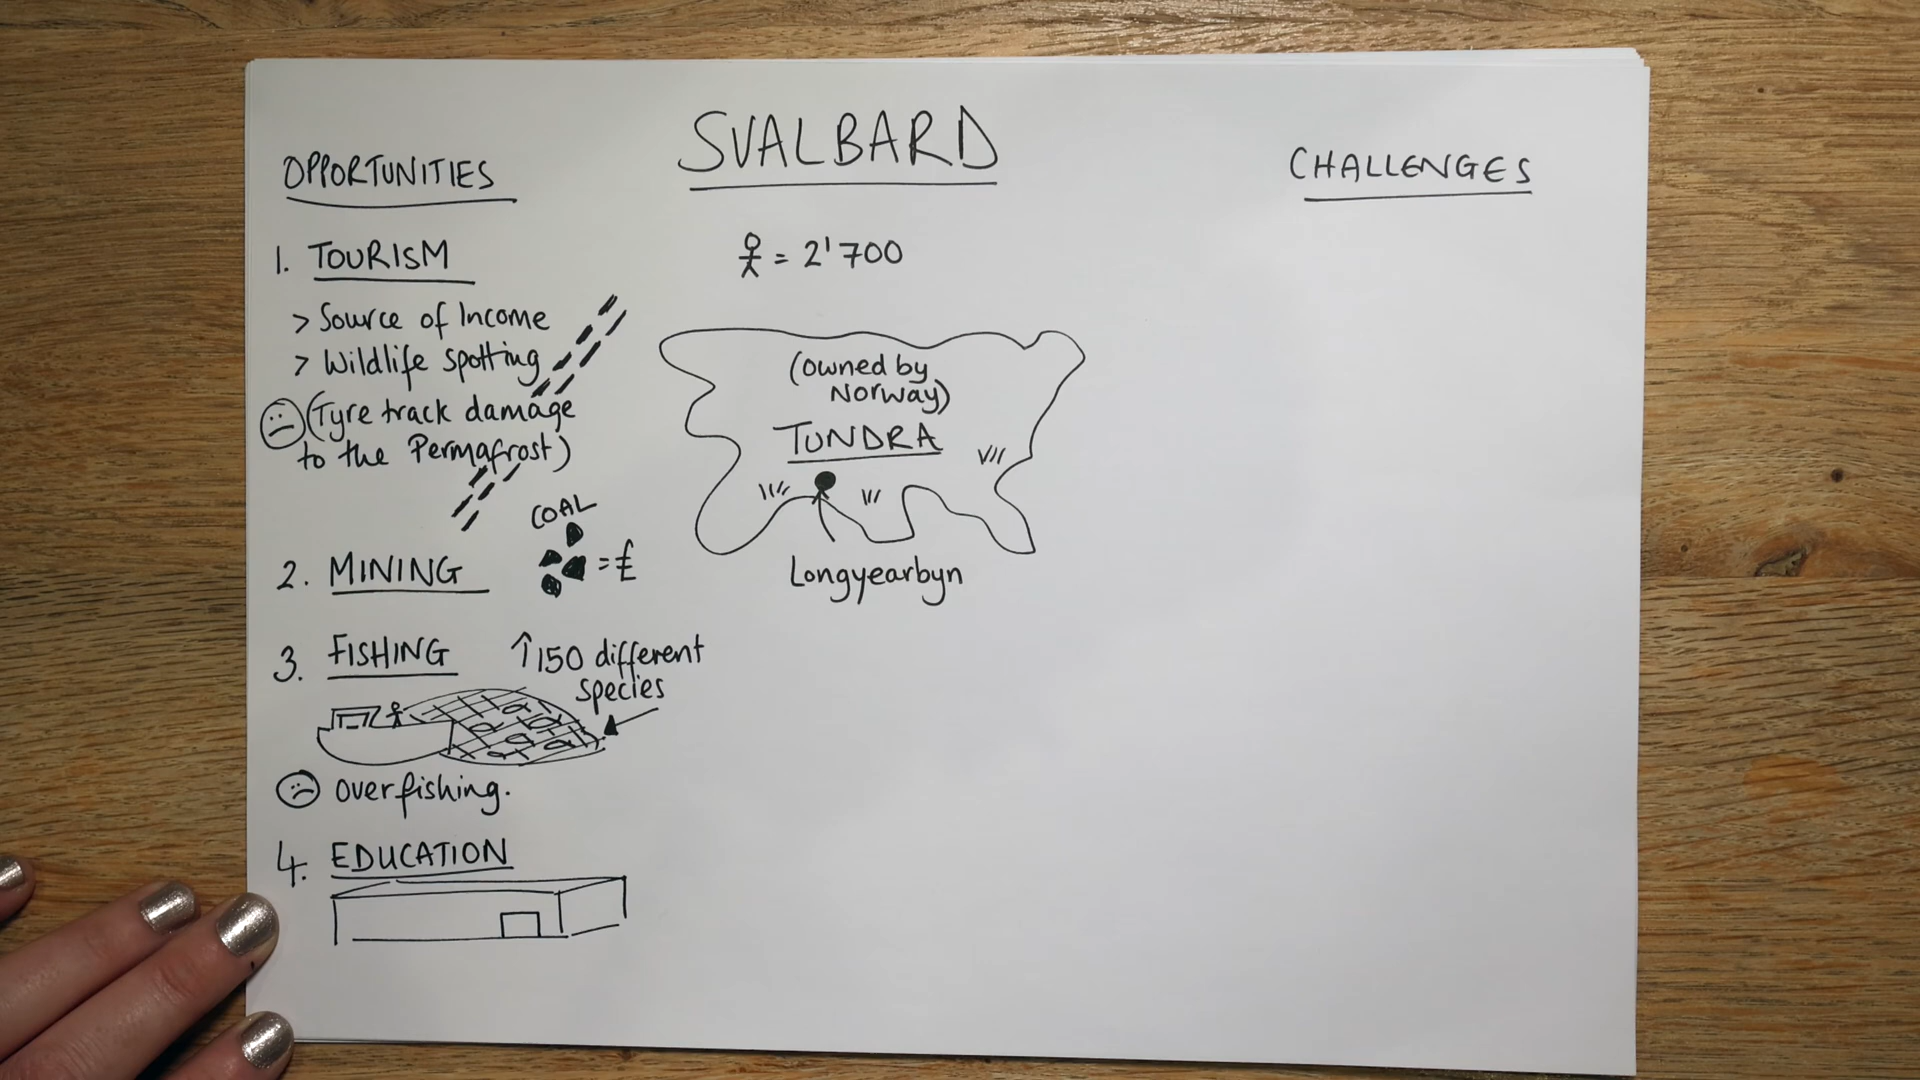 SVALBARD
OPPORTUNITIES
CHALLENGES
1. TOURISM
> Source of Income
> Wildlife spotting
(Tyre track damage
to the Permafrost)
2. MINING
COAL
= £
3. FISHING
↑150 different
species
overfishing.
4. EDUCATION
= 2'700
(owned by
Norway)
TUNDRA
Longyearbyn